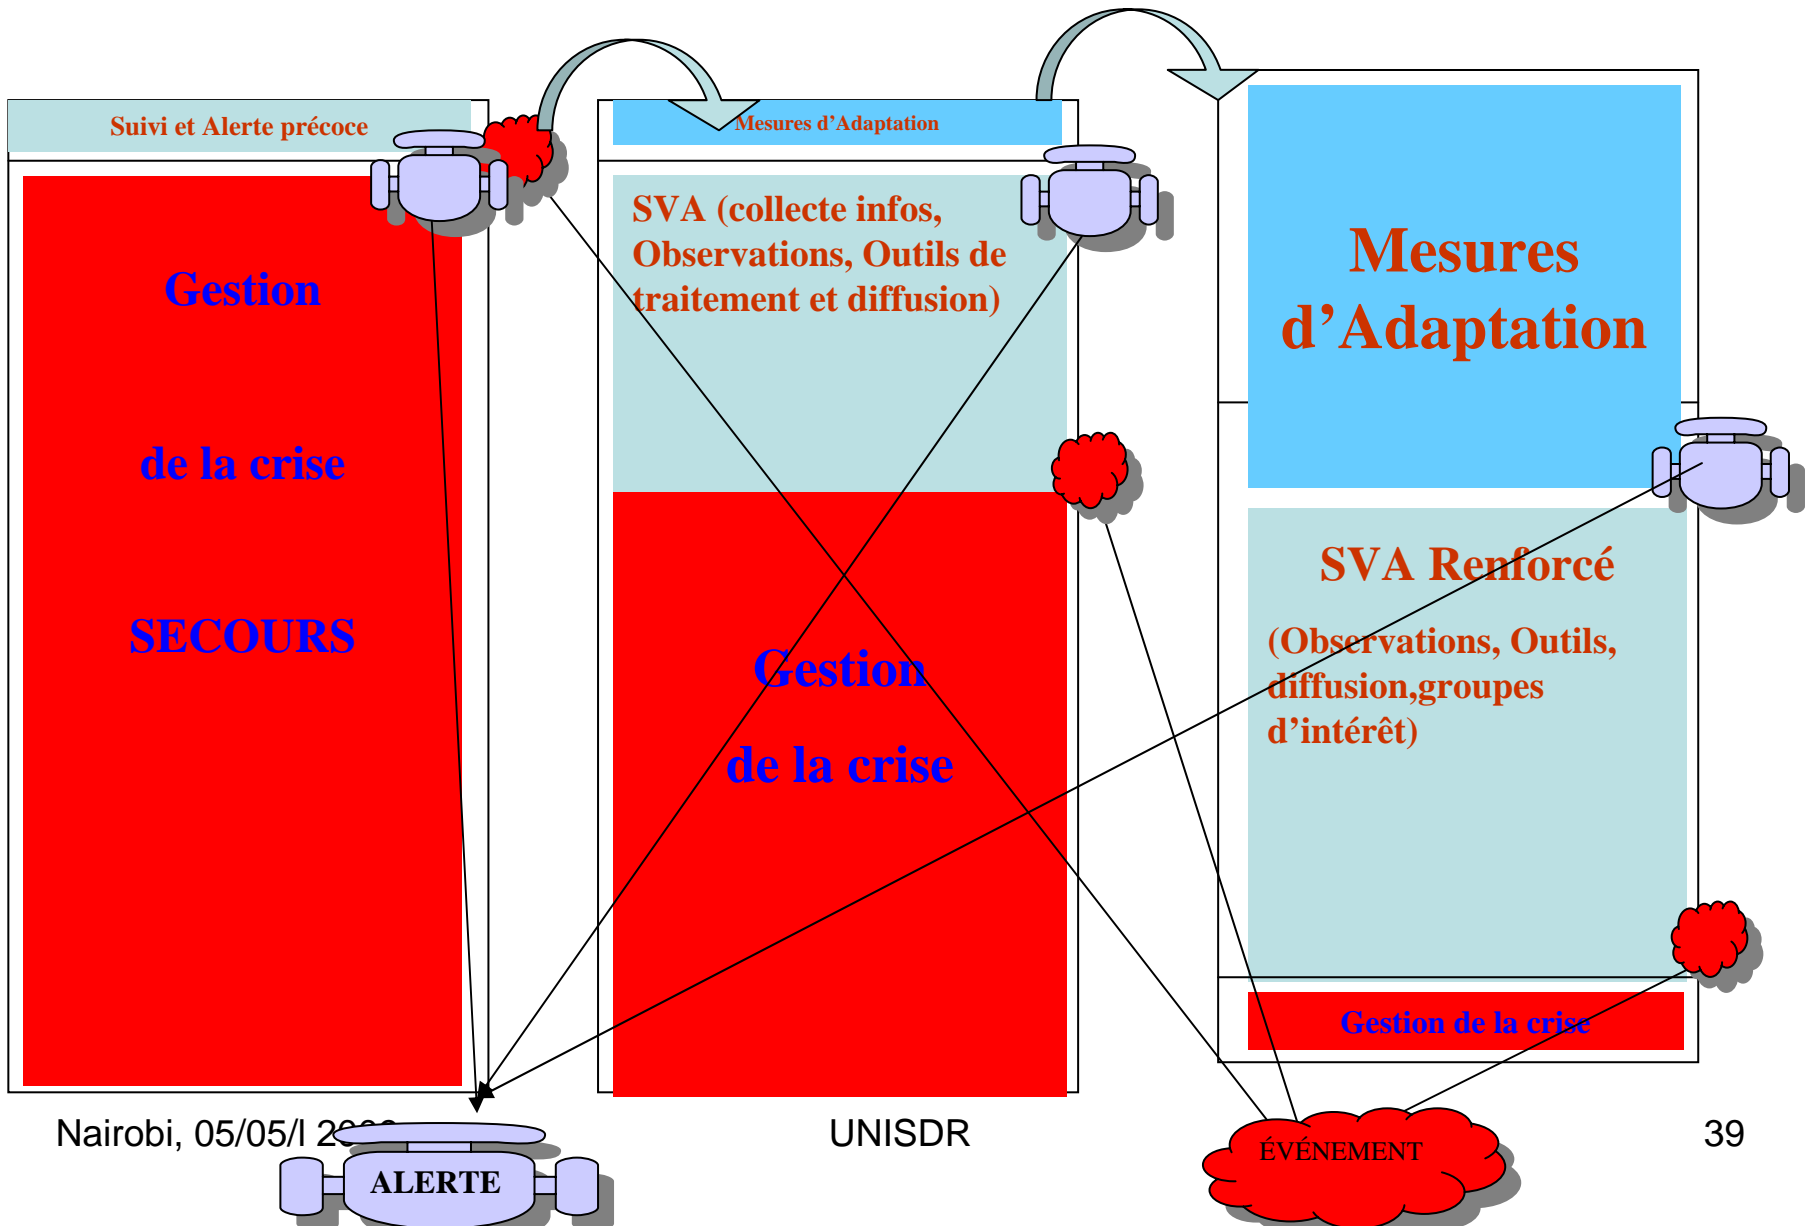 Suivi et Alerte précoce
Gestion
de la crise
SECOURS
Mesures d’Adaptation
SVA (collecte infos,
Observations, Outils de
traitement et diffusion)
Gestion
de la crise
Mesures
d’Adaptation
SVA Renforcé
(Observations, Outils,
diffusion,groupes
d’intérêt)
Gestion de la crise
Nairobi, 05/05/l
UNISDR
39
ALERTE
ÉVÉNEMENT